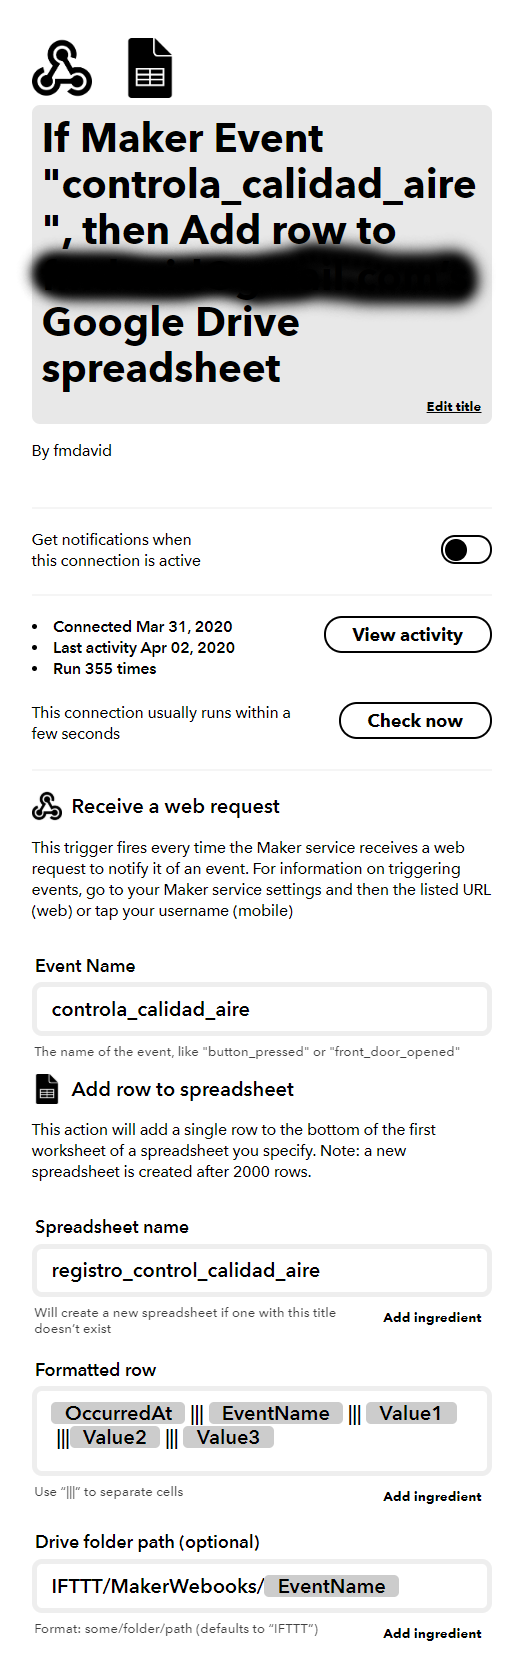 If Maker Event
"controla_calidad_aire
", then Add row to
Google Drive
spreadsheet
Edit title
By fmdavid
Get notifications when
this connection is active
• Connected Mar 31, 2020
• Last activity Apr 02, 2020
• Run 355 times
View activity
This connection usually runs within a
few seconds
Check now
Receive a web request
This trigger fires every time the Maker service receives a web
request to notify it of an event. For information on triggering
events, go to your Maker service settings and then the listed URL
(web) or tap your username (mobile)
Event Name
controla_calidad_aire
The name of the event, like "button_pressed" or "front_door_opened"
Add row to spreadsheet
This action will add a single row to the bottom of the first
worksheet of a spreadsheet you specify. Note: a new
spreadsheet is created after 2000 rows.
Spreadsheet name
registro_control_calidad_aire
Will create a new spreadsheet if one with this title
doesn't exist
Add ingredient
Formatted row
OccurredAt ||| EventName ||| Value1
||| Value2 ||| Value3
Use "|||" to separate cells
Add ingredient
Drive folder path (optional)
IFTTT/MakerWebooks/ EventName
Format: some/folder/path (defaults to "IFTTT")
Add ingredient